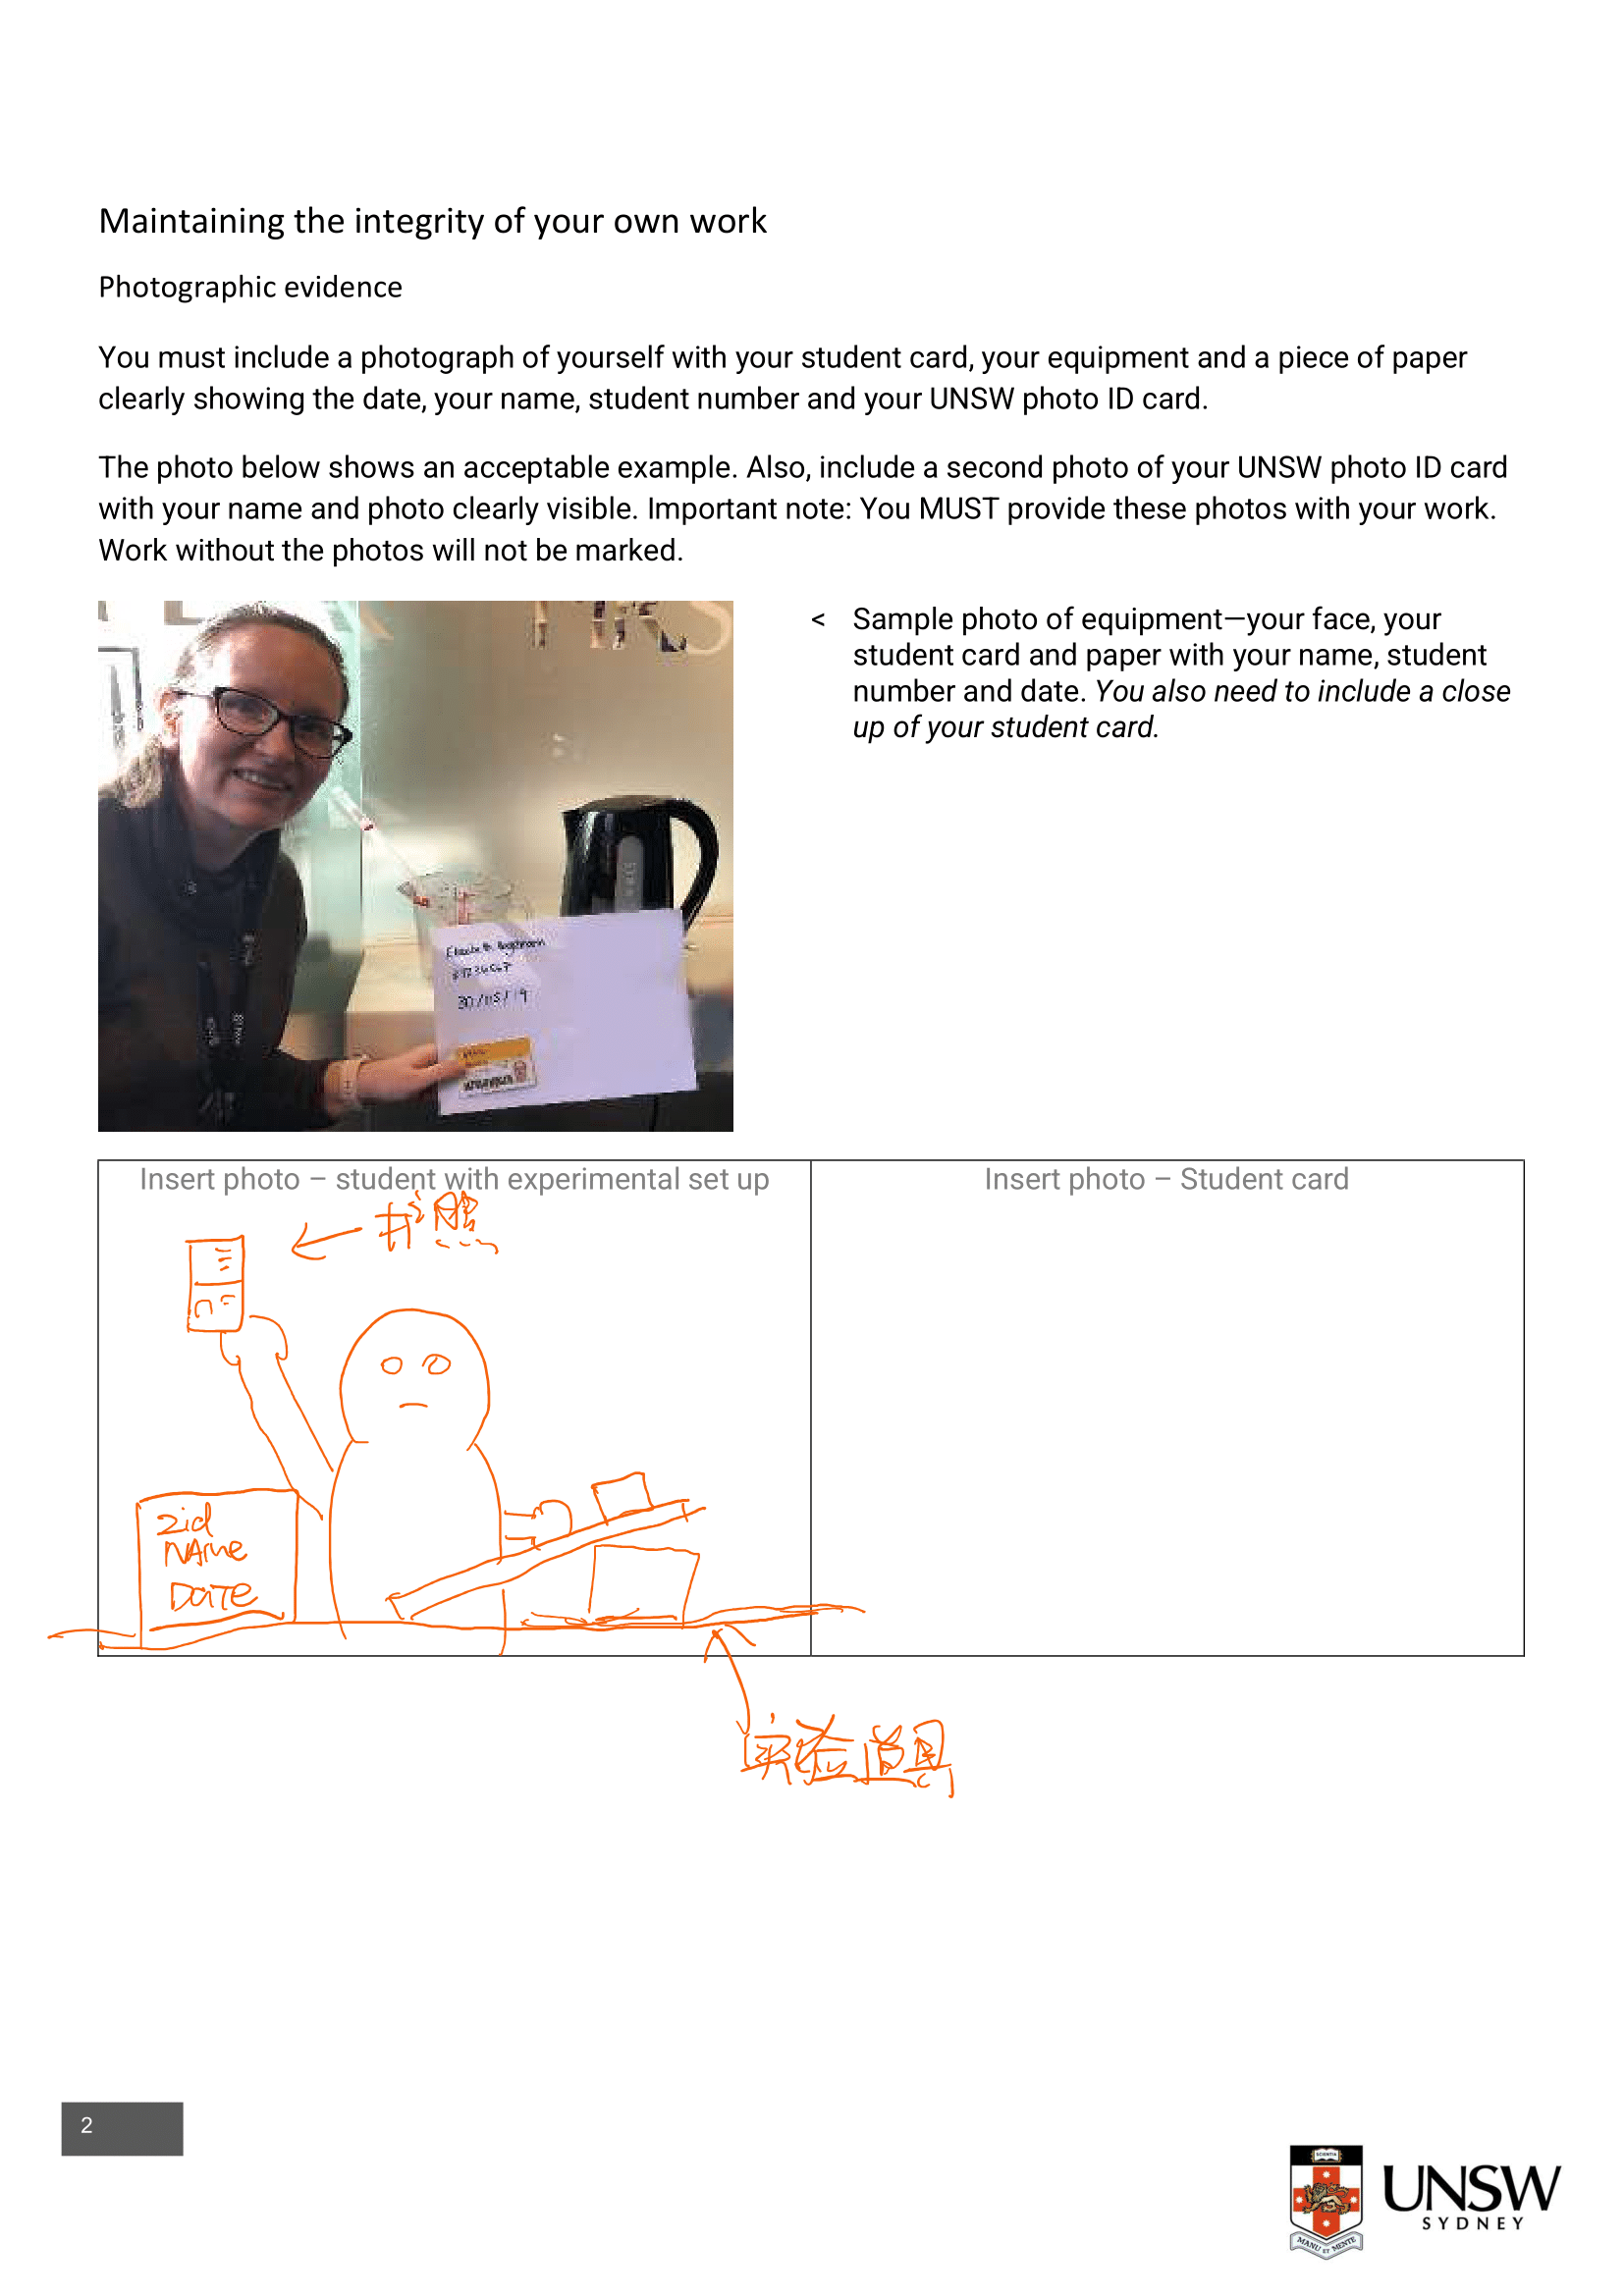 Maintaining the integrity of your own work
Photographic evidence
You must include a photograph of yourself with your student card, your equipment and a piece of paper
clearly showing the date, your name, student number and your UNSW photo ID card.
The photo below shows an acceptable example. Also, include a second photo of your UNSW photo ID card
with your name and photo clearly visible. Important note: You MUST provide these photos with your work.
Work without the photos will not be marked.
< Sample photo of equipment—your face, your
student card and paper with your name, student
number and date. You also need to include a close
up of your student card.
30/05/19
Insert photo – student with experimental set up
Insert photo – Student card
护照
zid
NAme
DaTe
实验道具
2
SCIENTIA
MANU ET MENTE
UNSW
SYDNEY